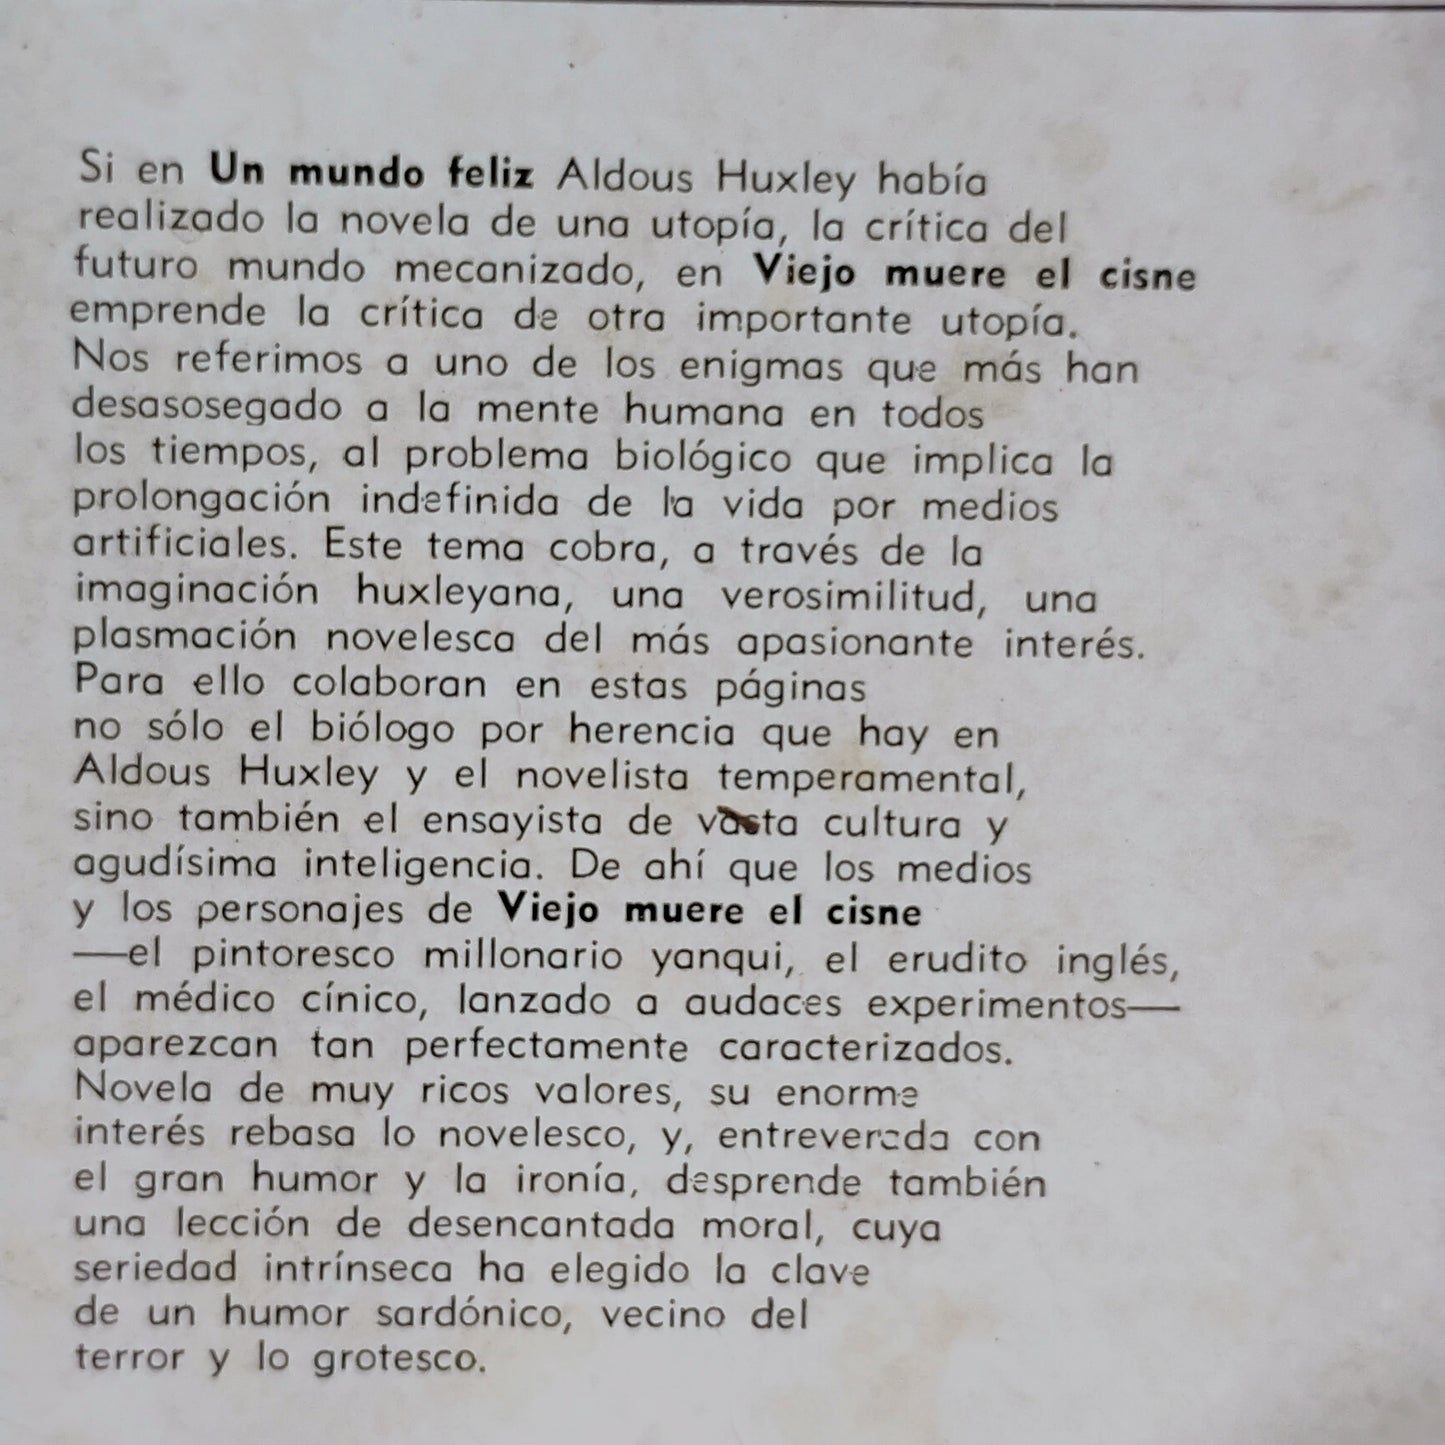 Si en Un mundo feliz Aldous Huxley había
realizado la novela de una utopía, la crítica del
futuro mundo mecanizado, en Viejo muere el cisne
emprende la crítica de otra importante utopía.
Nos referimos a uno de los enigmas que más han
desasosegado a la mente humana en todos
los tiempos, al problema biológico que implica la
prolongación indefinida de la vida por medios
artificiales. Este tema cobra, a través de la
imaginación huxleyana, una verosimilitud, una
plasmación novelesca del más apasionante interés.
Para ello colaboran en estas páginas
no sólo el biólogo por herencia que hay en
Aldous Huxley y el novelista temperamental,
sino también el ensayista de vasta cultura y
agudísima inteligencia. De ahí que los medios
y los personajes de Viejo muere el cisne
—el pintoresco millonario yanqui, el erudito inglés,
el médico cínico, lanzado a audaces experimentos—
aparezcan tan perfectamente caracterizados.
Novela de muy ricos valores, su enorme
interés rebasa lo novelesco, y, entreverada con
el gran humor y la ironía, desprende también
una lección de desencantada moral, cuya
seriedad intrínseca ha elegido la clave
de un humor sardónico, vecino del
terror y lo grotesco.